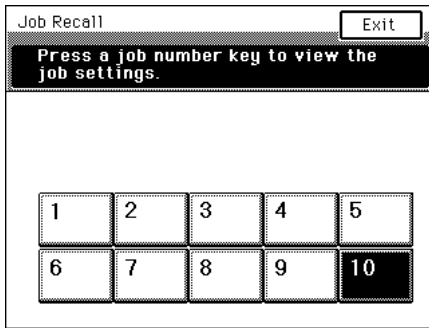 Job Recall
Exit
Press a job number key to view the
job settings.
1 2 3 4 5
6 7 8 9 10